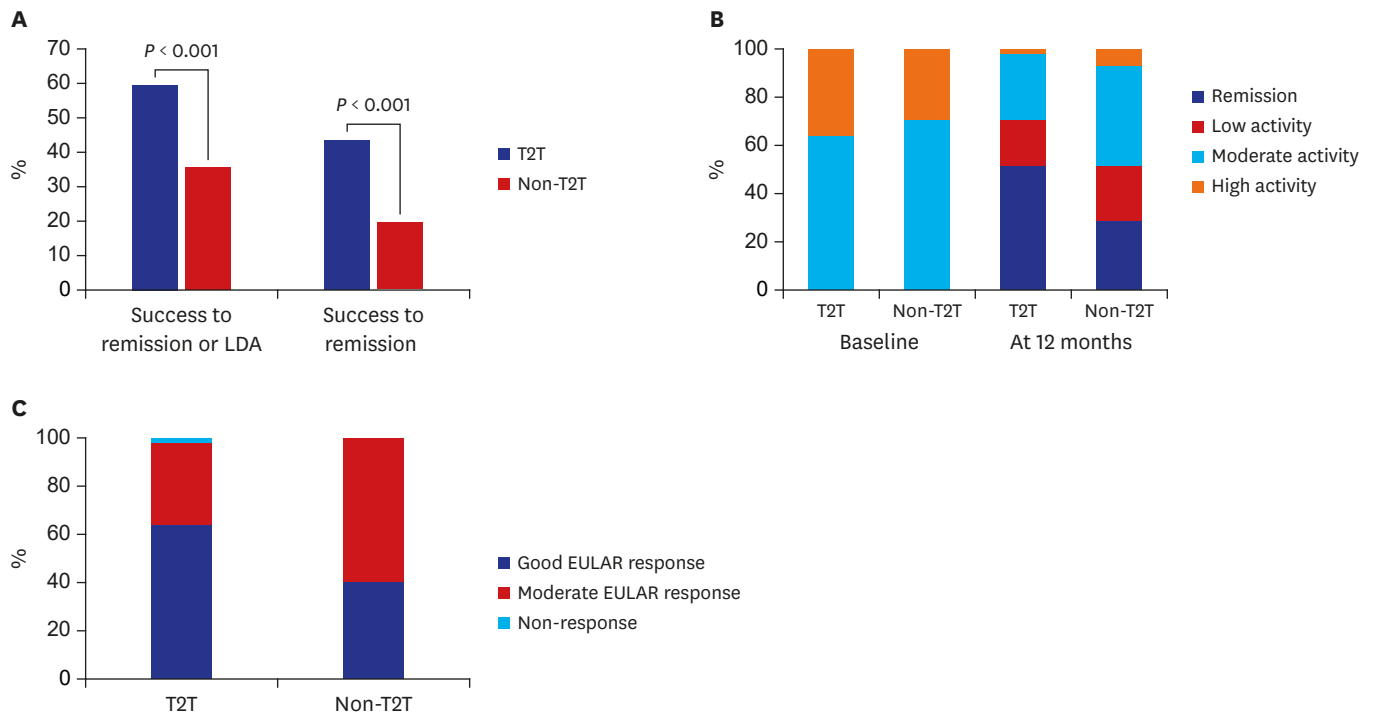 A
70
60
50
40
30
20
10
0
%
P < 0.001
P < 0.001
Success to
remission or LDA
Success to
remission
T2T
Non-T2T
B
100
80
60
40
20
0
%
T2T
Non-T2T
T2T
Non-T2T
Baseline
At 12 months
Remission
Low activity
Moderate activity
High activity
C
100
80
60
40
20
0
%
T2T
Non-T2T
Good EULAR response
Moderate EULAR response
Non-response